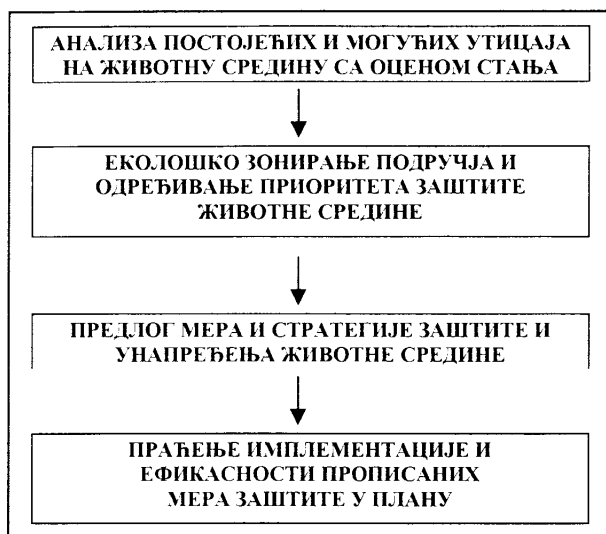 АНАЛИЗА ПОСТОЈЕЋИХ И МОГУЋИХ УТИЦАЈА
НА ЖИВОТНУ СРЕДИНУ СА ОЦЕНОМ СТАЊА
ЕКОЛОШКО ЗОНИРАЊЕ ПОДРУЧЈА И
ОДРЕЂИВАЊЕ ПРИОРИТЕТА ЗАШТИТЕ
ЖИВОТНЕ СРЕДИНЕ
ПРЕДЛОГ МЕРА И СТРАТЕГИЈЕ ЗАШТИТЕ И
УНАПРЕЂЕЊА ЖИВОТНЕ СРЕДИНЕ
ПРАЋЕЊЕ ИМПЛЕМЕНТАЦИЈЕ И
ЕФИКАСНОСТИ ПРОПИСАНИХ
МЕРА ЗАШТИТЕ У ПЛАНУ